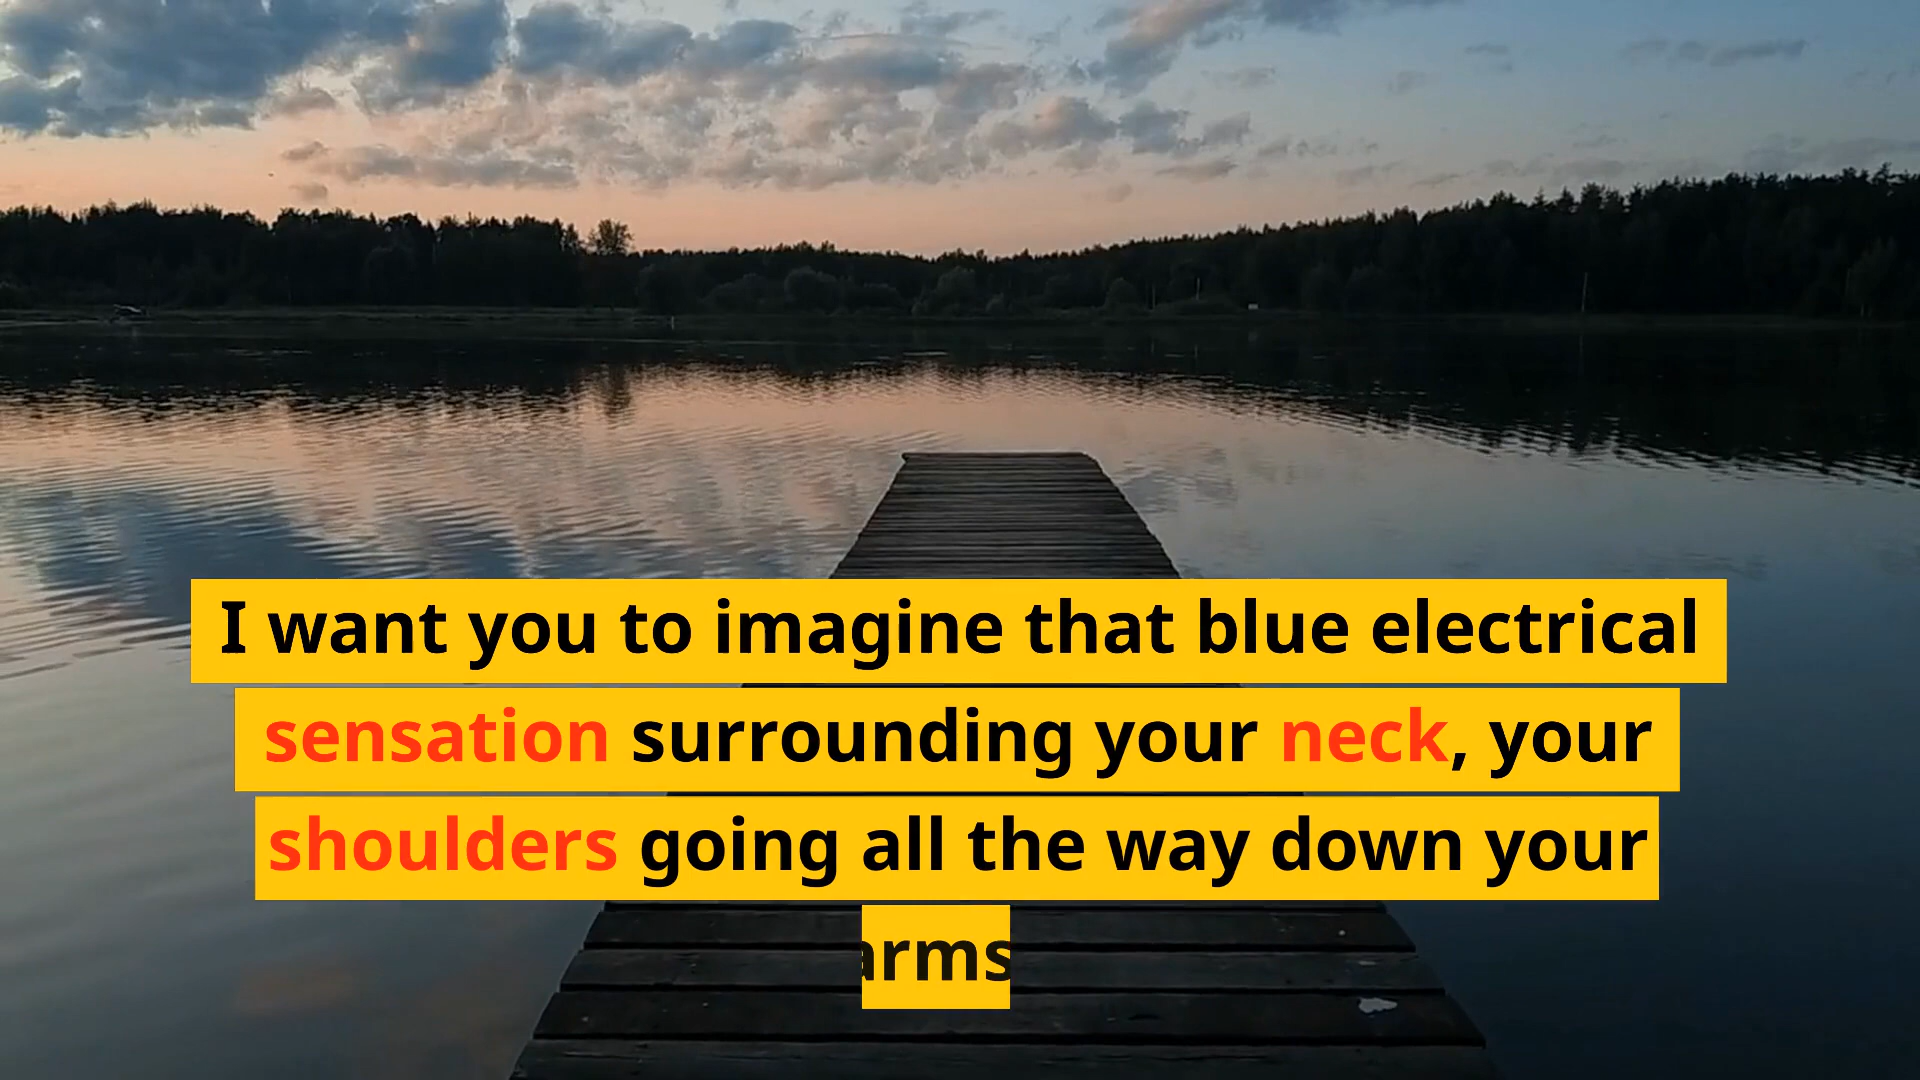 I want you to imagine that blue electrical
sensation surrounding your neck, your
shoulders going all the way down your
arms